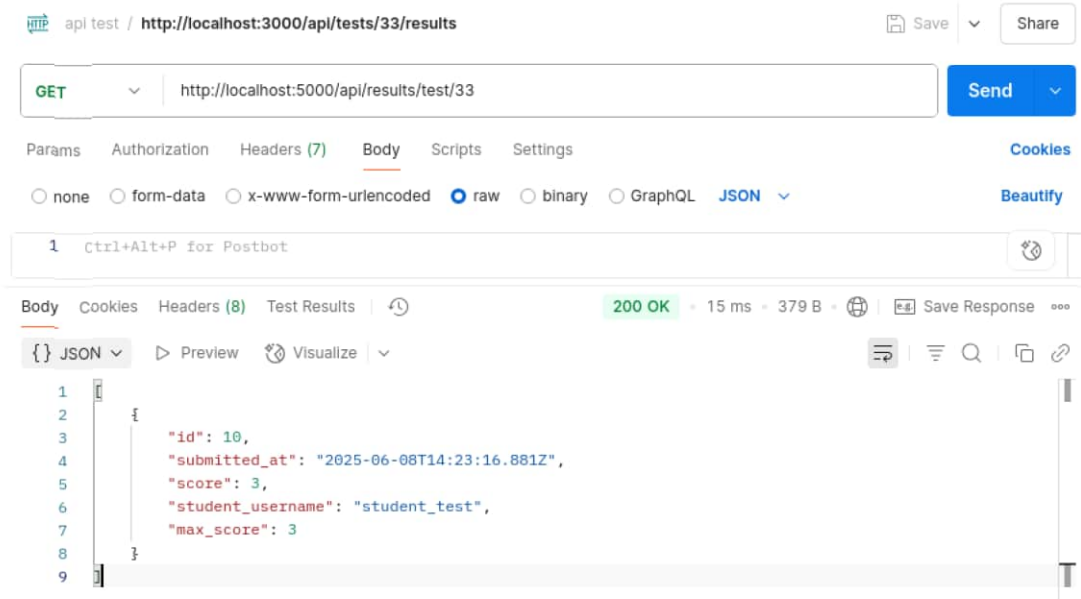 HTTP api test / http://localhost:3000/api/tests/33/results Save Share
GET http://localhost:5000/api/results/test/33 Send
Params Authorization Headers (7) Body Scripts Settings Cookies
none form-data x-www-form-urlencoded raw binary GraphQL JSON Beautify
1 Ctrl+Alt+P for Postbot
Body Cookies Headers (8) Test Results 200 OK • 15 ms • 379 B • e.g. Save Response
{} JSON Preview Visualize
1 [
2 {
3 "id": 10,
4 "submitted_at": "2025-06-08T14:23:16.881Z",
5 "score": 3,
6 "student_username": "student_test",
7 "max_score": 3
8 }
9 ]